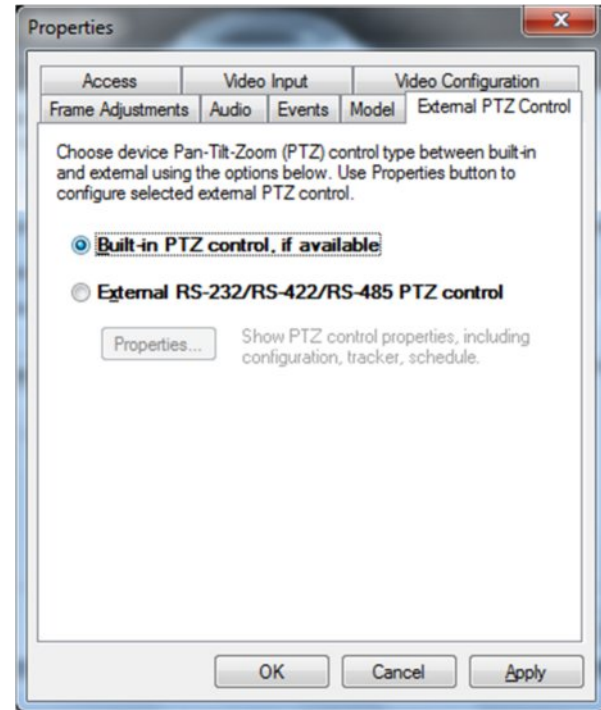 Properties
Access Video Input Video Configuration
Frame Adjustments Audio Events Model External PTZ Control
Choose device Pan-Tilt-Zoom (PTZ) control type between built-in
and external using the options below. Use Properties button to
configure selected external PTZ control.
Built-in PTZ control, if available
External RS-232/RS-422/RS-485 PTZ control
Properties... Show PTZ control properties, including
configuration, tracker, schedule.
OK Cancel Apply